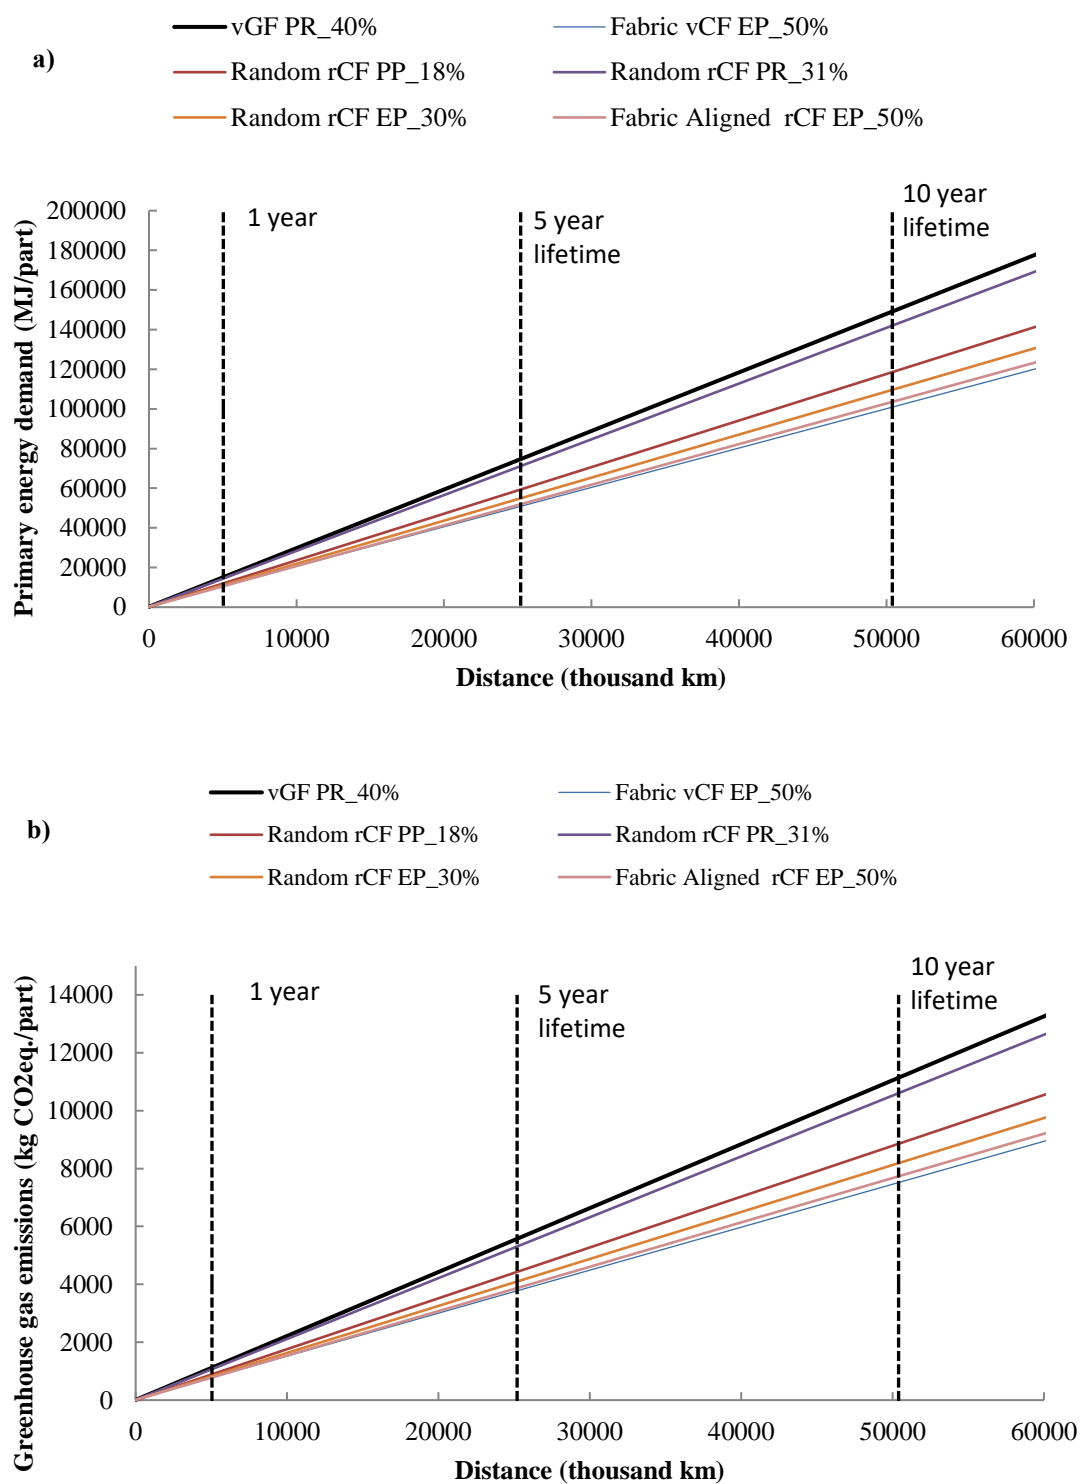 a)
vGF PR_40%
Fabric vCF EP_50%
Random rCF PP_18%
Random rCF PR_31%
Random rCF EP_30%
Fabric Aligned  rCF EP_50%
Primary energy demand (MJ/part)
200000
180000
160000
140000
120000
100000
80000
60000
40000
20000
0
1 year
5 year
lifetime
10 year
lifetime
0 10000 20000 30000 40000 50000 60000
Distance (thousand km)
b)
vGF PR_40%
Fabric vCF EP_50%
Random rCF PP_18%
Random rCF PR_31%
Random rCF EP_30%
Fabric Aligned  rCF EP_50%
Greenhouse gas emissions (kg CO2eq./part)
14000
12000
10000
8000
6000
4000
2000
0
1 year
5 year
lifetime
10 year
lifetime
0 10000 20000 30000 40000 50000 60000
Distance (thousand km)